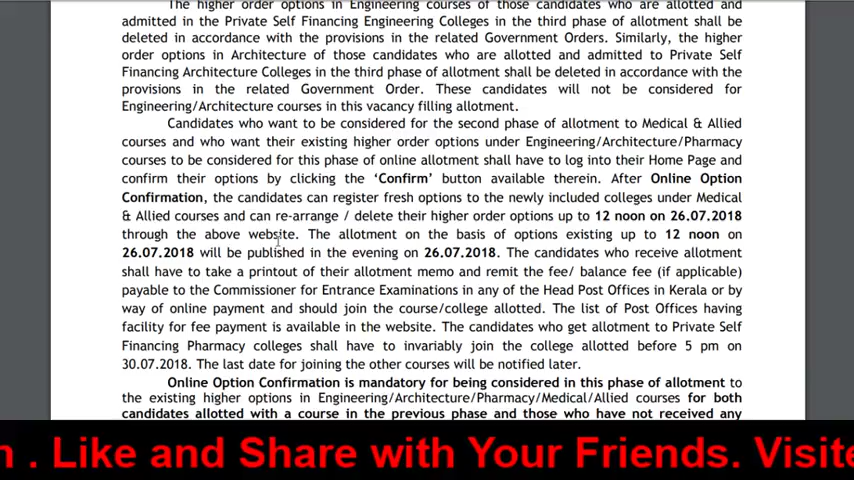 The higher order options in Engineering courses of those candidates who are allotted and
admitted in the Private Self Financing Engineering Colleges in the third phase of allotment shall be
deleted in accordance with the provisions in the related Government Orders. Similarly, the higher
order options in Architecture of those candidates who are allotted and admitted to Private Self
Financing Architecture Colleges in the third phase of allotment shall be deleted in accordance with the
provisions in the related Government Order. These candidates will not be considered for
Engineering/Architecture courses in this vacancy filling allotment.
Candidates who want to be considered for the second phase of allotment to Medical & Allied
courses and who want their existing higher order options under Engineering/Architecture/Pharmacy
courses to be considered for this phase of online allotment shall have to log into their Home Page and
confirm their options by clicking the ‘Confirm’ button available therein. After Online Option
Confirmation, the candidates can register fresh options to the newly included colleges under Medical
& Allied courses and can re-arrange / delete their higher order options up to 12 noon on 26.07.2018
through the above website. The allotment on the basis of options existing up to 12 noon on
26.07.2018 will be published in the evening on 26.07.2018. The candidates who receive allotment
shall have to take a printout of their allotment memo and remit the fee/ balance fee (if applicable)
payable to the Commissioner for Entrance Examinations in any of the Head Post Offices in Kerala or by
way of online payment and should join the course/college allotted. The list of Post Offices having
facility for fee payment is available in the website. The candidates who get allotment to Private Self
Financing Pharmacy colleges shall have to invariably join the college allotted before 5 pm on
30.07.2018. The last date for joining the other courses will be notified later.
Online Option Confirmation is mandatory for being considered in this phase of allotment to
the existing higher options in Engineering/Architecture/Pharmacy/Medical/Allied courses for both
candidates allotted with a course in the previous phase and those who have not received any
n . Like and Share with Your Friends. Visite